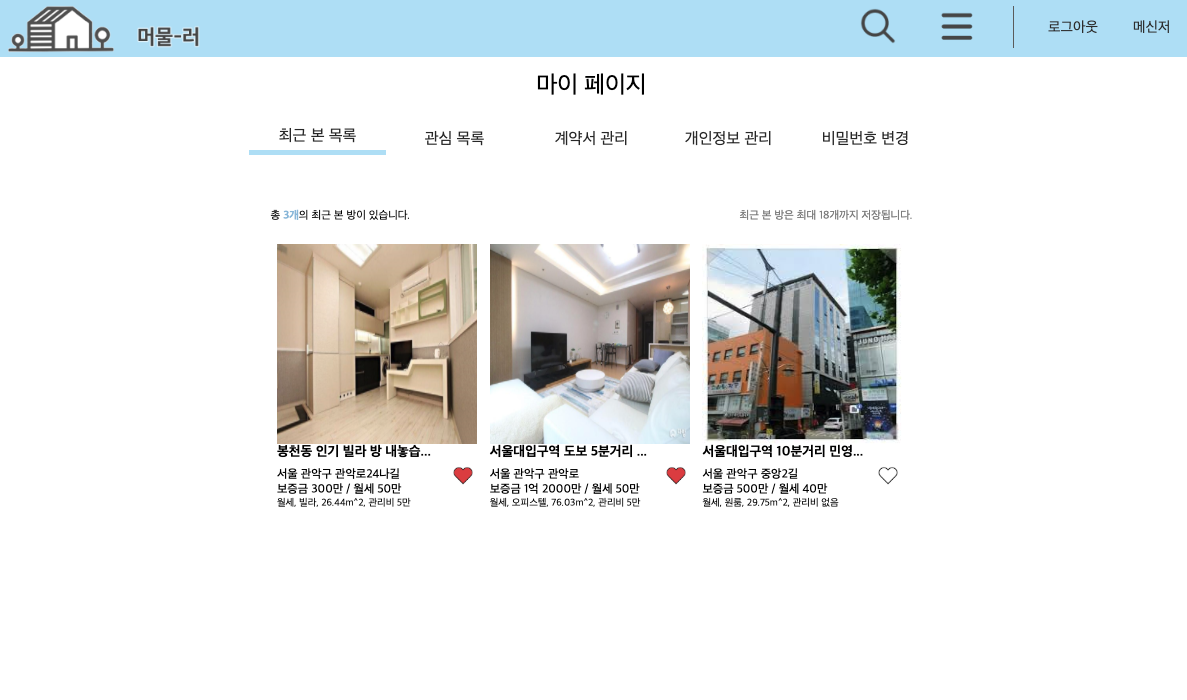 머물-러
로그아웃
메신저
마이 페이지
최근 본 목록
관심 목록
계약서 관리
개인정보 관리
비밀번호 변경
총 3개의 최근 본 방이 있습니다.
최근 본 방은 최대 18개까지 저장됩니다.
봉천동 인기 빌라 방 내놓습...
서울 관악구 관악로24나길
보증금 300만 / 월세 50만
월세, 빌라, 26.44m^2, 관리비 5만
서울대입구역 도보 5분거리 ...
서울 관악구 관악로
보증금 1억 2000만 / 월세 50만
월세, 오피스텔, 76.03m^2, 관리비 5만
서울대입구역 10분거리 민영...
서울 관악구 중앙2길
보증금 500만 / 월세 40만
월세, 원룸, 29.75m^2, 관리비 없음